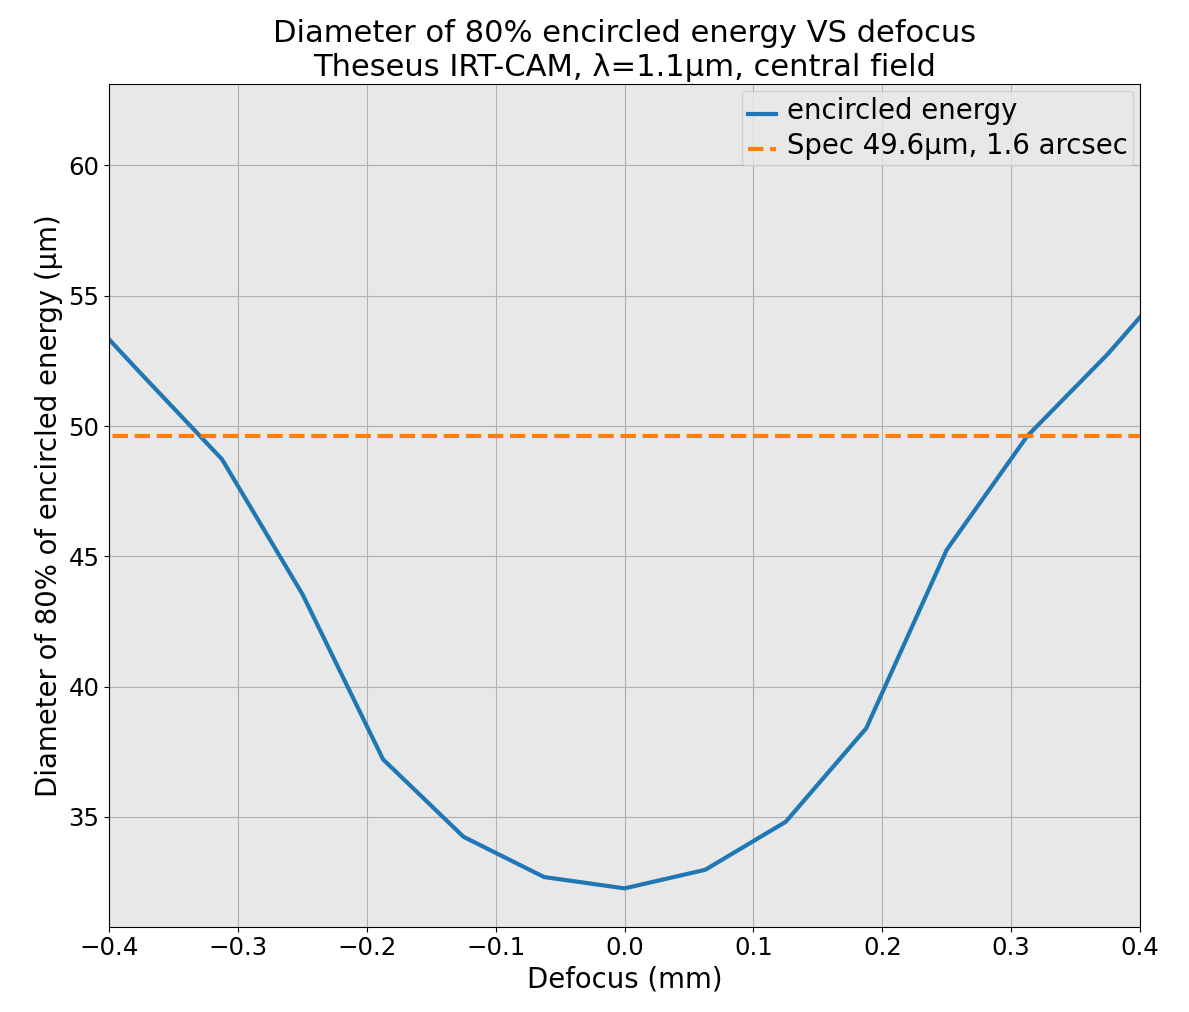 Diameter of 80% encircled energy VS defocus
Theseus IRT-CAM, λ=1.1μm, central field
encircled energy
Spec 49.6μm, 1.6 arcsec
Diameter of 80% of encircled energy (μm)
60
55
50
45
40
35
−0.4 −0.3 −0.2 −0.1 0.0 0.1 0.2 0.3 0.4
Defocus (mm)